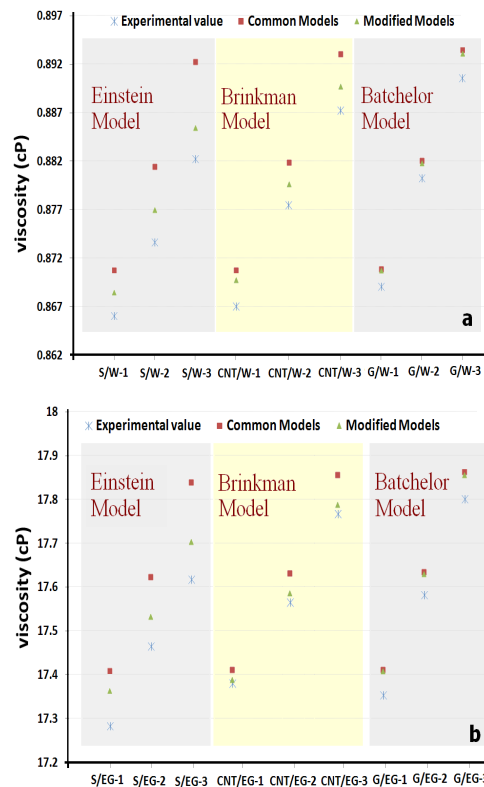 0.897
Experimental value Common Models Modified Models
0.892
Einstein Model
Brinkman Model
Batchelor Model
0.887
0.882
0.877
0.872
0.867
0.862
viscosity (cP)
a
S/W-1 S/W-2 S/W-3 CNT/W-1 CNT/W-2 CNT/W-3 G/W-1 G/W-2 G/W-3
18
Experimental value Common Models Modified Models
17.9
Einstein Model
Brinkman Model
Batchelor Model
17.8
17.7
17.6
17.5
17.4
17.3
17.2
viscosity (cP)
b
S/EG-1 S/EG-2 S/EG-3 CNT/EG-1 CNT/EG-2 CNT/EG-3 G/EG-1 G/EG-2 G/EG-3